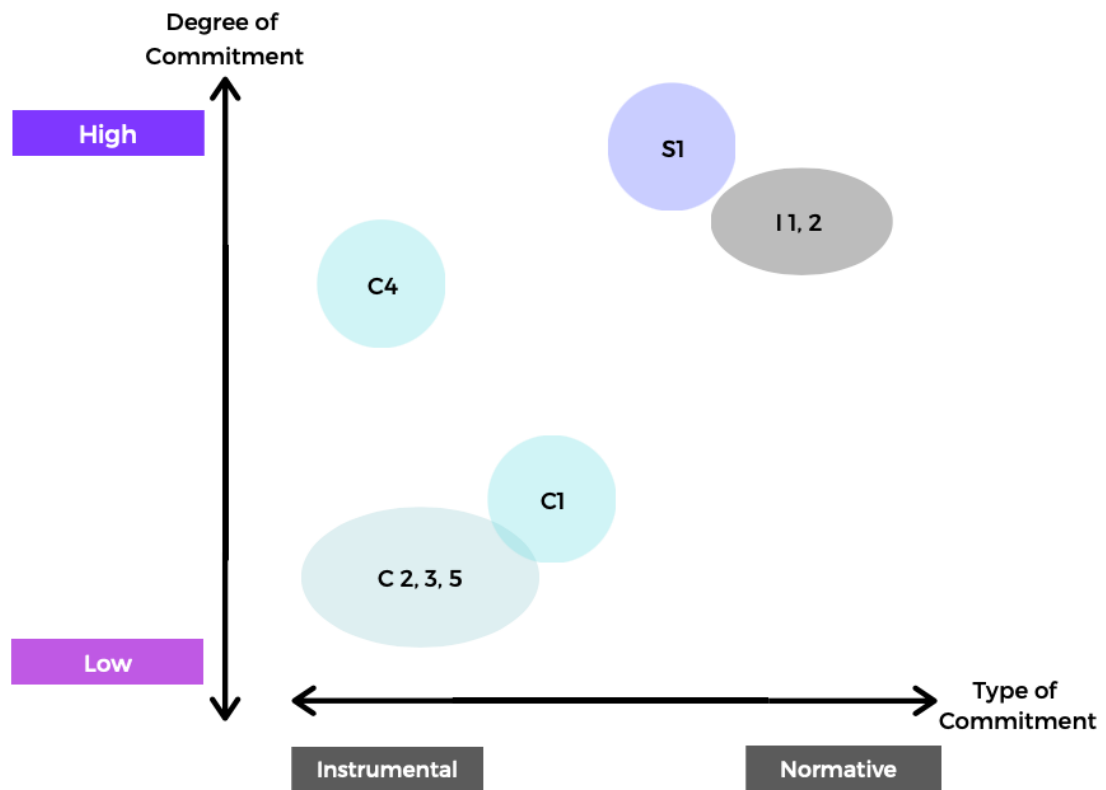 Degree of
Commitment
High
S1
I 1, 2
C4
C1
C 2, 3, 5
Low
Type of
Commitment
Instrumental
Normative